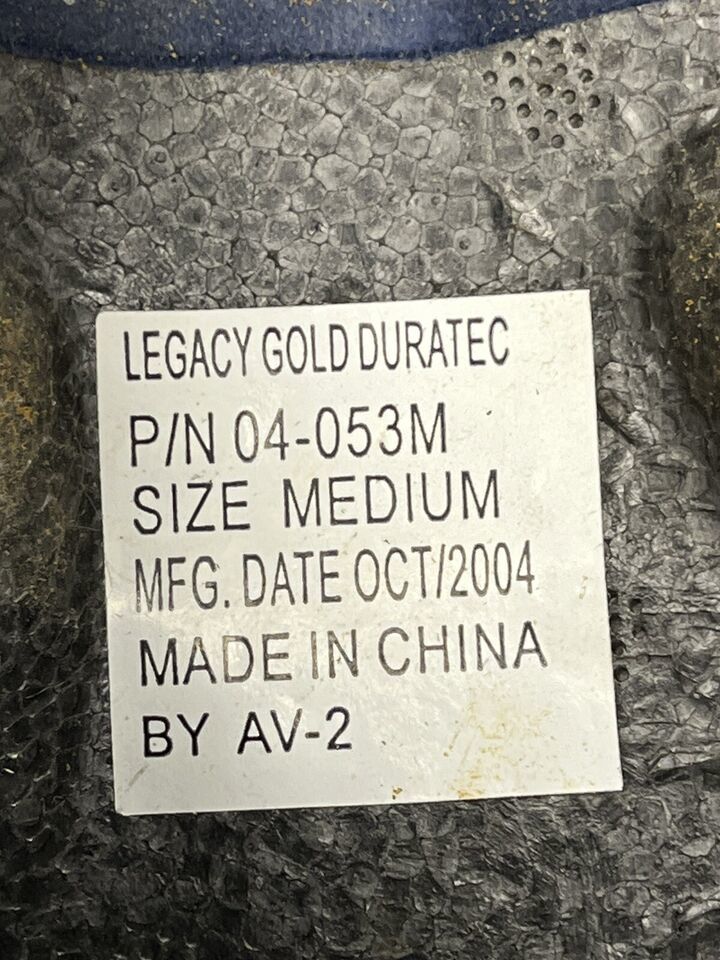 LEGACY GOLD DURATEC
P/N 04-053M
SIZE MEDIUM
MFG. DATE OCT/2004
MADE IN CHINA
BY AV-2